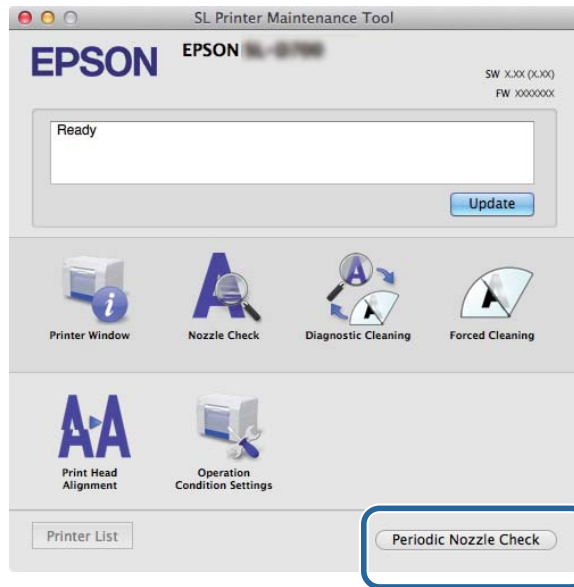 SL Printer Maintenance Tool
EPSON
EPSON
SW X.XX (X.XX)
FW XXXXXXX
Ready
Update
Printer Window
Nozzle Check
Diagnostic Cleaning
Forced Cleaning
Print Head
Alignment
Operation
Condition Settings
Printer List
Periodic Nozzle Check